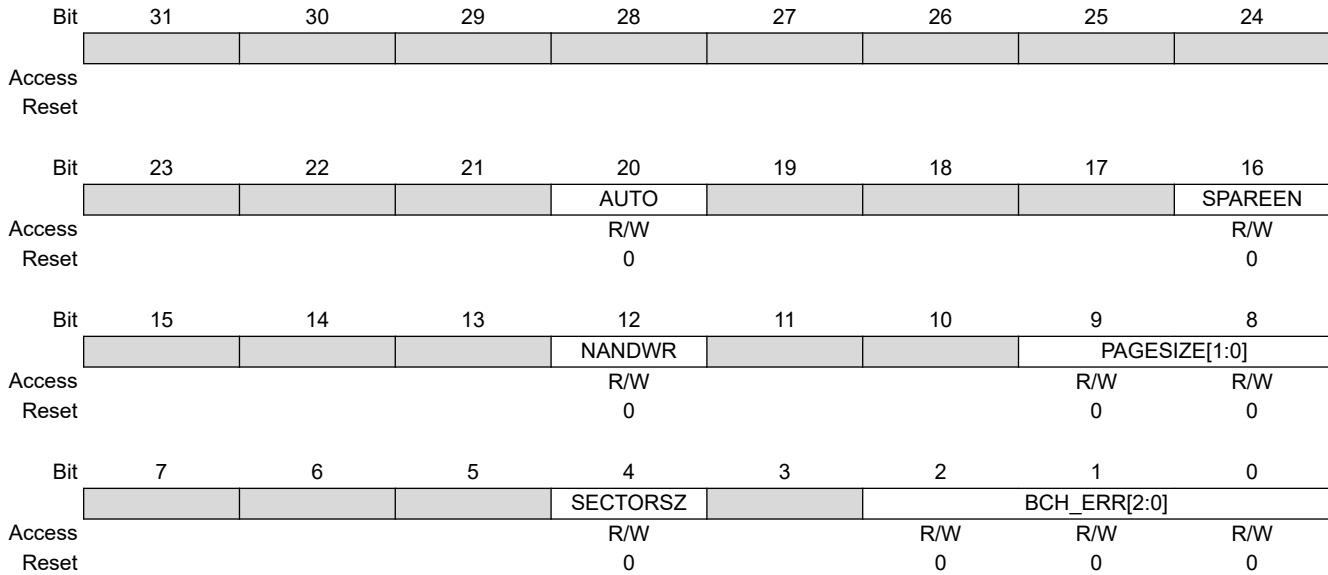 Bit 31 30 29 28 27 26 25 24
Access
Reset
Bit 23 22 21 20 19 18 17 16
AUTO SPAREEN
Access R/W R/W
Reset 0 0
Bit 15 14 13 12 11 10 9 8
NANDWR PAGESIZE[1:0]
Access R/W R/W R/W
Reset 0 0 0
Bit 7 6 5 4 3 2 1 0
SECTORSZ BCH_ERR[2:0]
Access R/W R/W R/W R/W
Reset 0 0 0 0